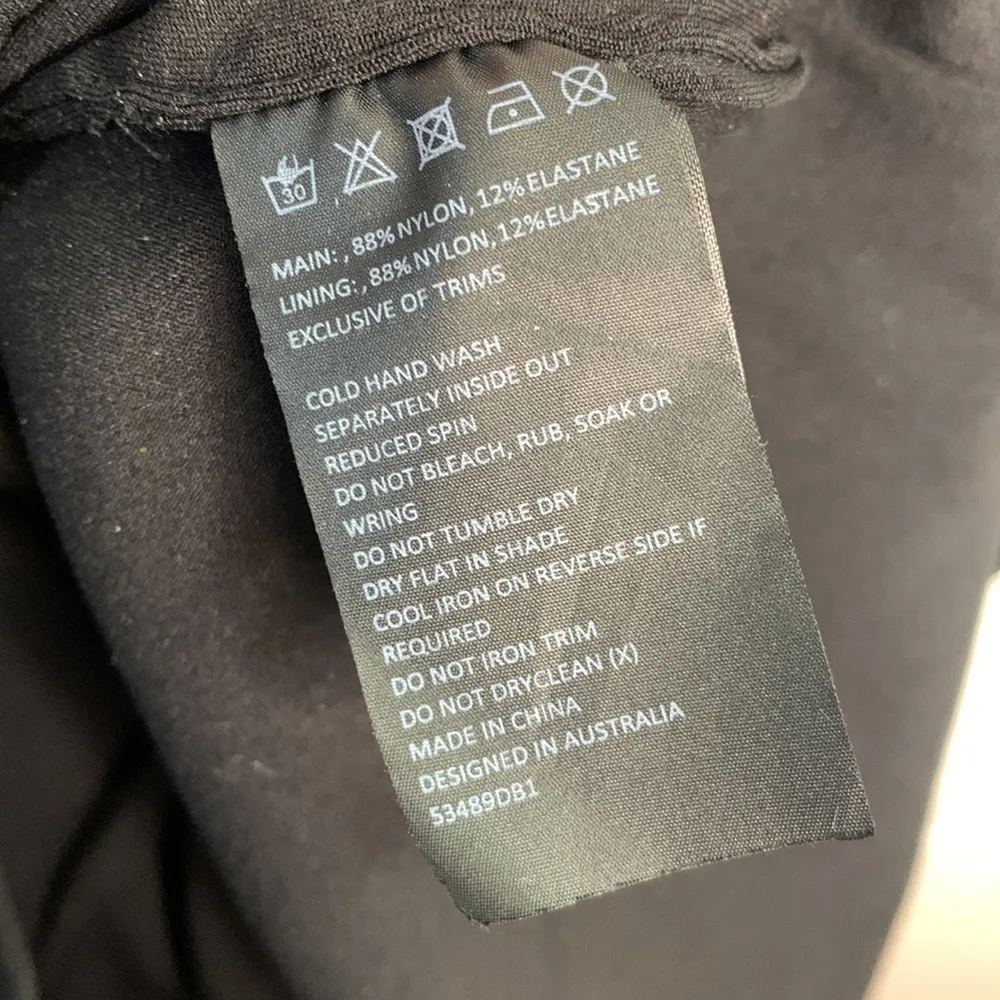 30
MAIN: , 88% NYLON, 12% ELASTANE
LINING: , 88% NYLON, 12% ELASTANE
EXCLUSIVE OF TRIMS
COLD HAND WASH
SEPARATELY INSIDE OUT
REDUCED SPIN
DO NOT BLEACH, RUB, SOAK OR
WRING
DO NOT TUMBLE DRY
DRY FLAT IN SHADE
COOL IRON ON REVERSE SIDE IF
REQUIRED
DO NOT IRON TRIM
DO NOT DRYCLEAN (X)
MADE IN CHINA
DESIGNED IN AUSTRALIA
53489DB1